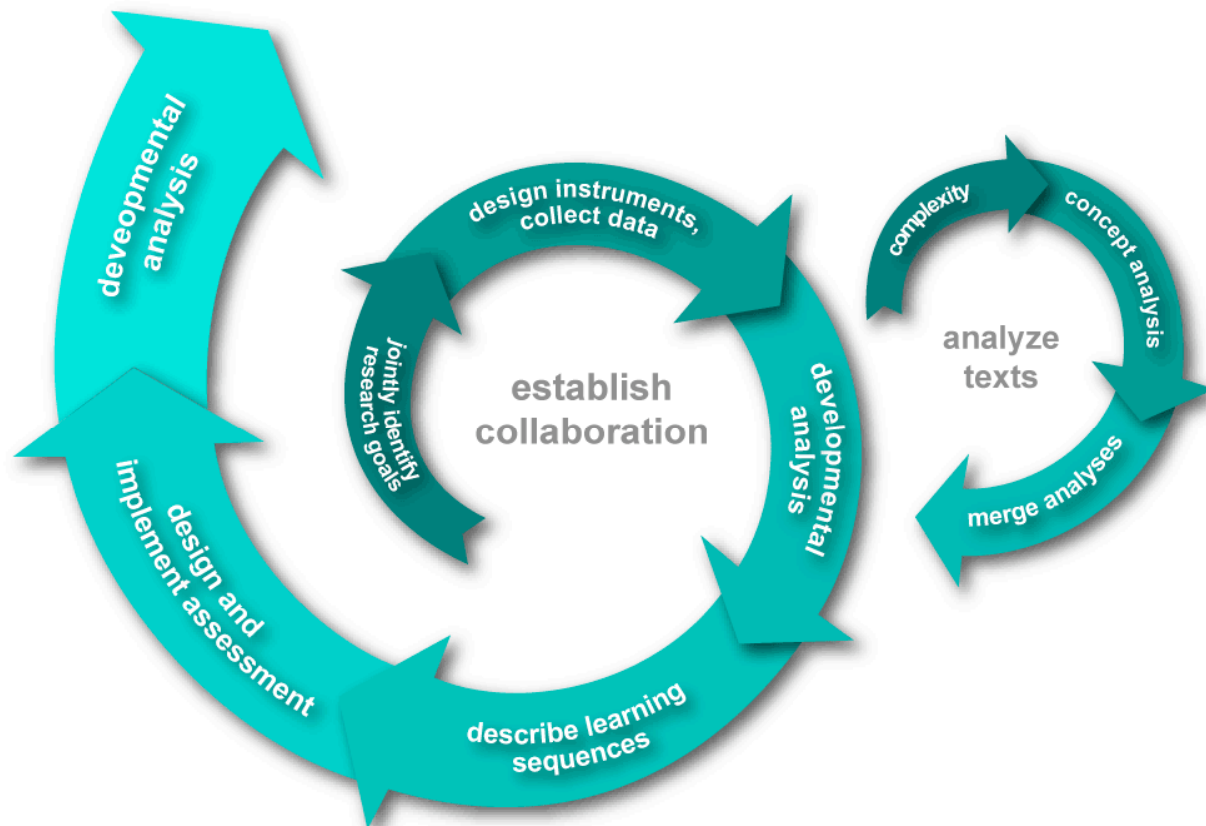 establish
collaboration
jointly identify
research goals
design instruments,
collect data
developmental
analysis
describe learning
sequences
design and
implement assessment
deveopmental
analysis
analyze
texts
complexity
concept analysis
merge analyses